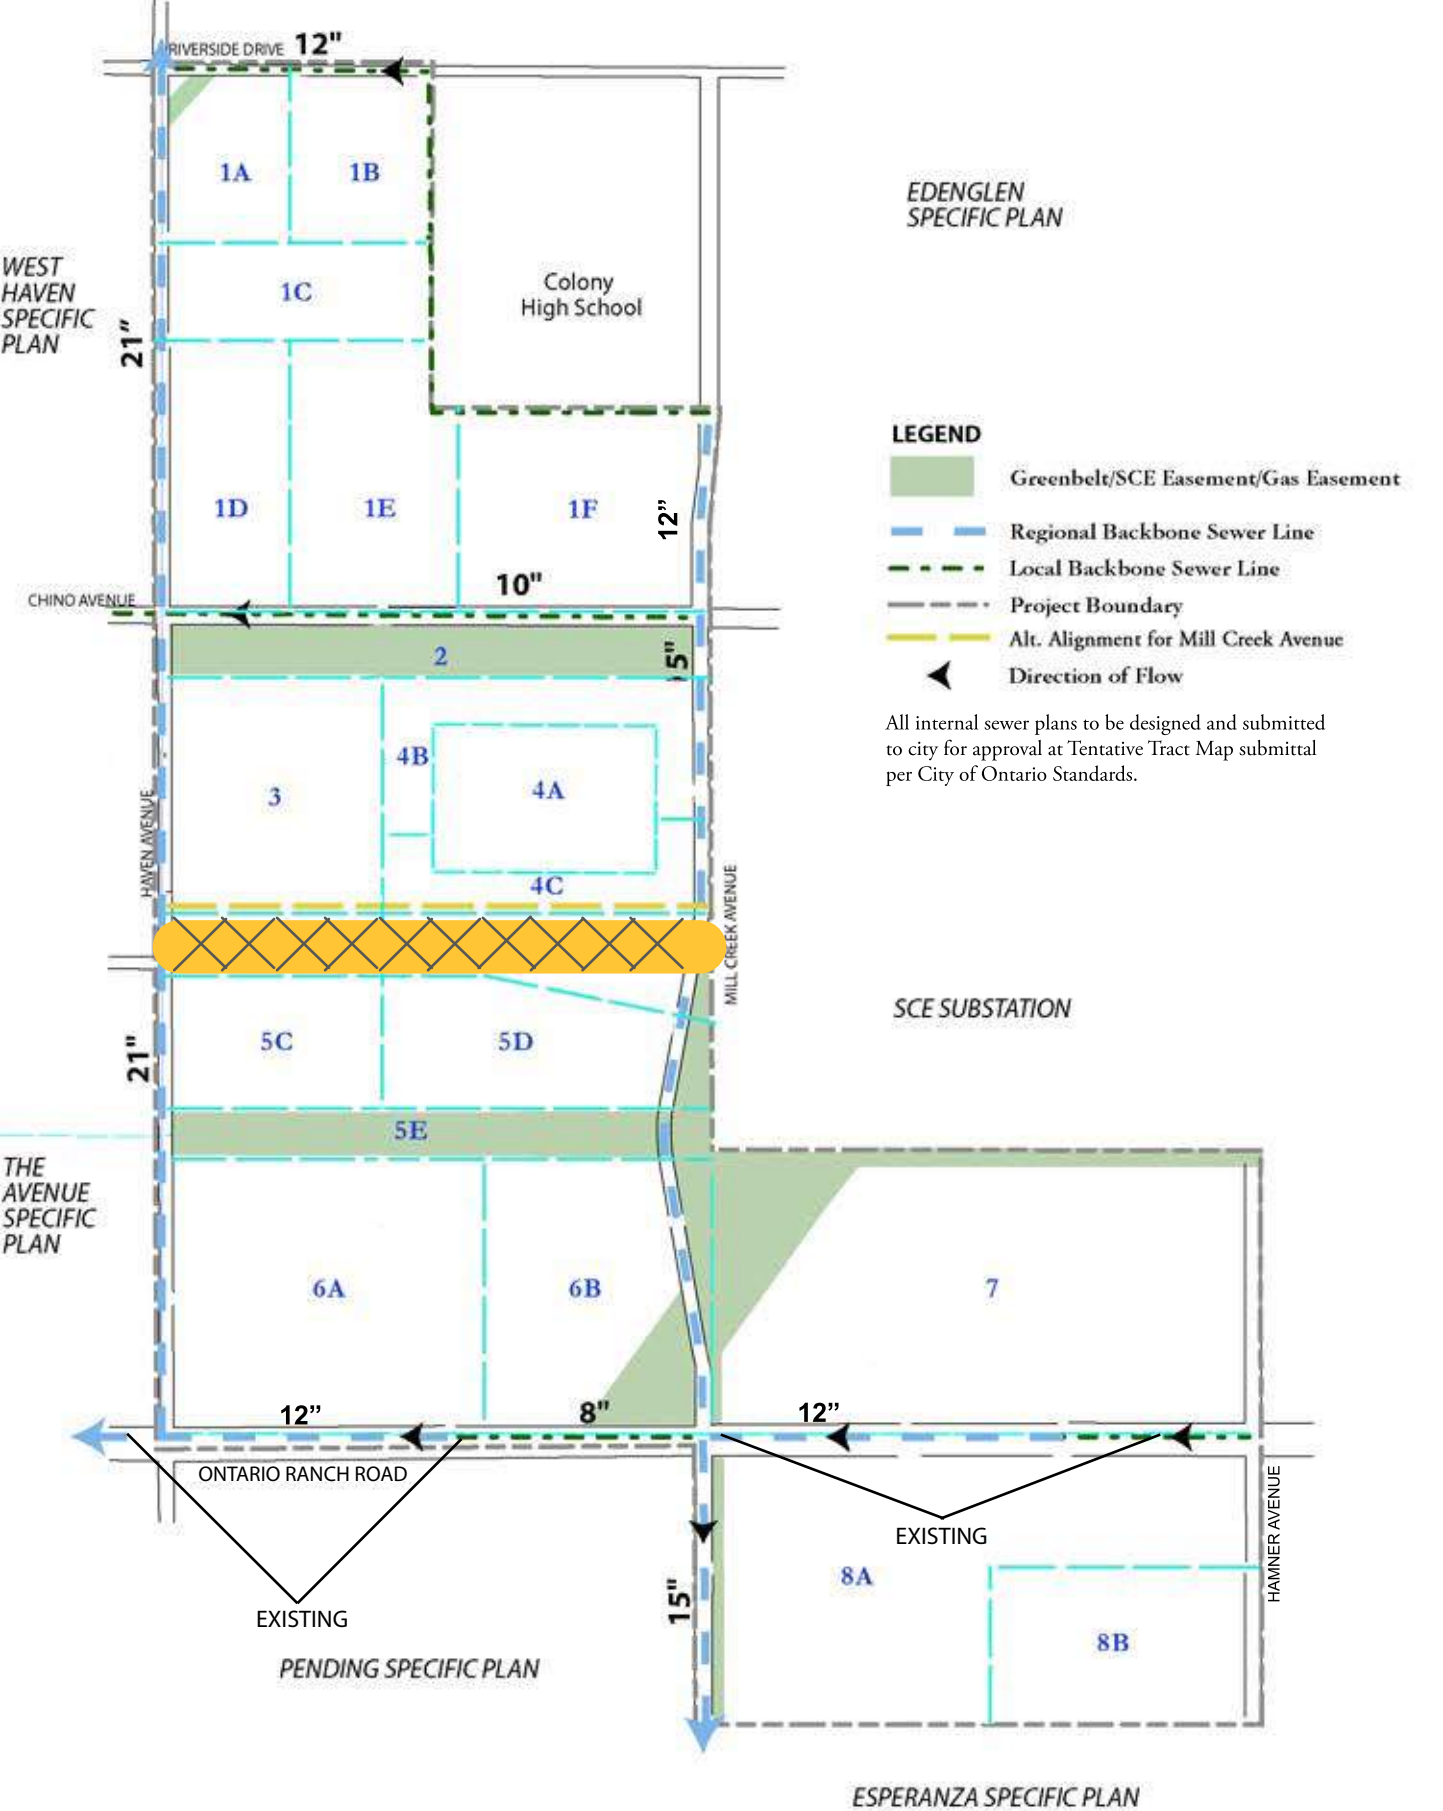 RIVERSIDE DRIVE
12"
1A
1B
EDENGLEN
SPECIFIC PLAN
WEST
HAVEN
SPECIFIC
PLAN
1C
Colony
High School
21"
LEGEND
Greenbelt/SCE Easement/Gas Easement
Regional Backbone Sewer Line
Local Backbone Sewer Line
Project Boundary
Alt. Alignment for Mill Creek Avenue
Direction of Flow
All internal sewer plans to be designed and submitted
to city for approval at Tentative Tract Map submittal
per City of Ontario Standards.
1D
1E
1F
12”
10"
CHINO AVENUE
2
3
4B
4A
4C
HAVEN AVENUE
MILL CREEK AVENUE
SCE SUBSTATION
5C
5D
21"
5E
THE
AVENUE
SPECIFIC
PLAN
6A
6B
7
12”
8”
12”
ONTARIO RANCH ROAD
HAMNER AVENUE
EXISTING
EXISTING
8A
8B
15"
PENDING SPECIFIC PLAN
ESPERANZA SPECIFIC PLAN